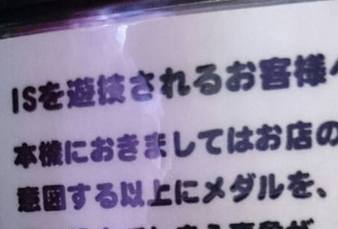 ISを遊技されるお客様へ
本機におきましてはお店の
意図する以上にメダルを、